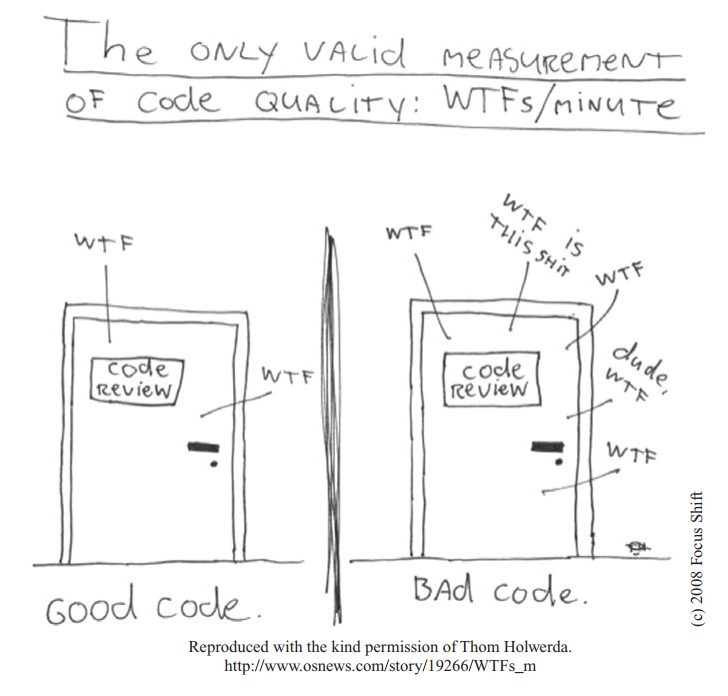 The ONLY VALid MEASUREMENT
OF Code QUALITY: WTFs/MINUTE
WTF
code
REVIEW
WTF
GOOD CODE.
WTF
WTF is
THIS SHIT
WTF
code
REVIEW
dude,
WTF
WTF
BAd code.
(c) 2008 Focus Shift
Reproduced with the kind permission of Thom Holwerda.
http://www.osnews.com/story/19266/WTFs_m